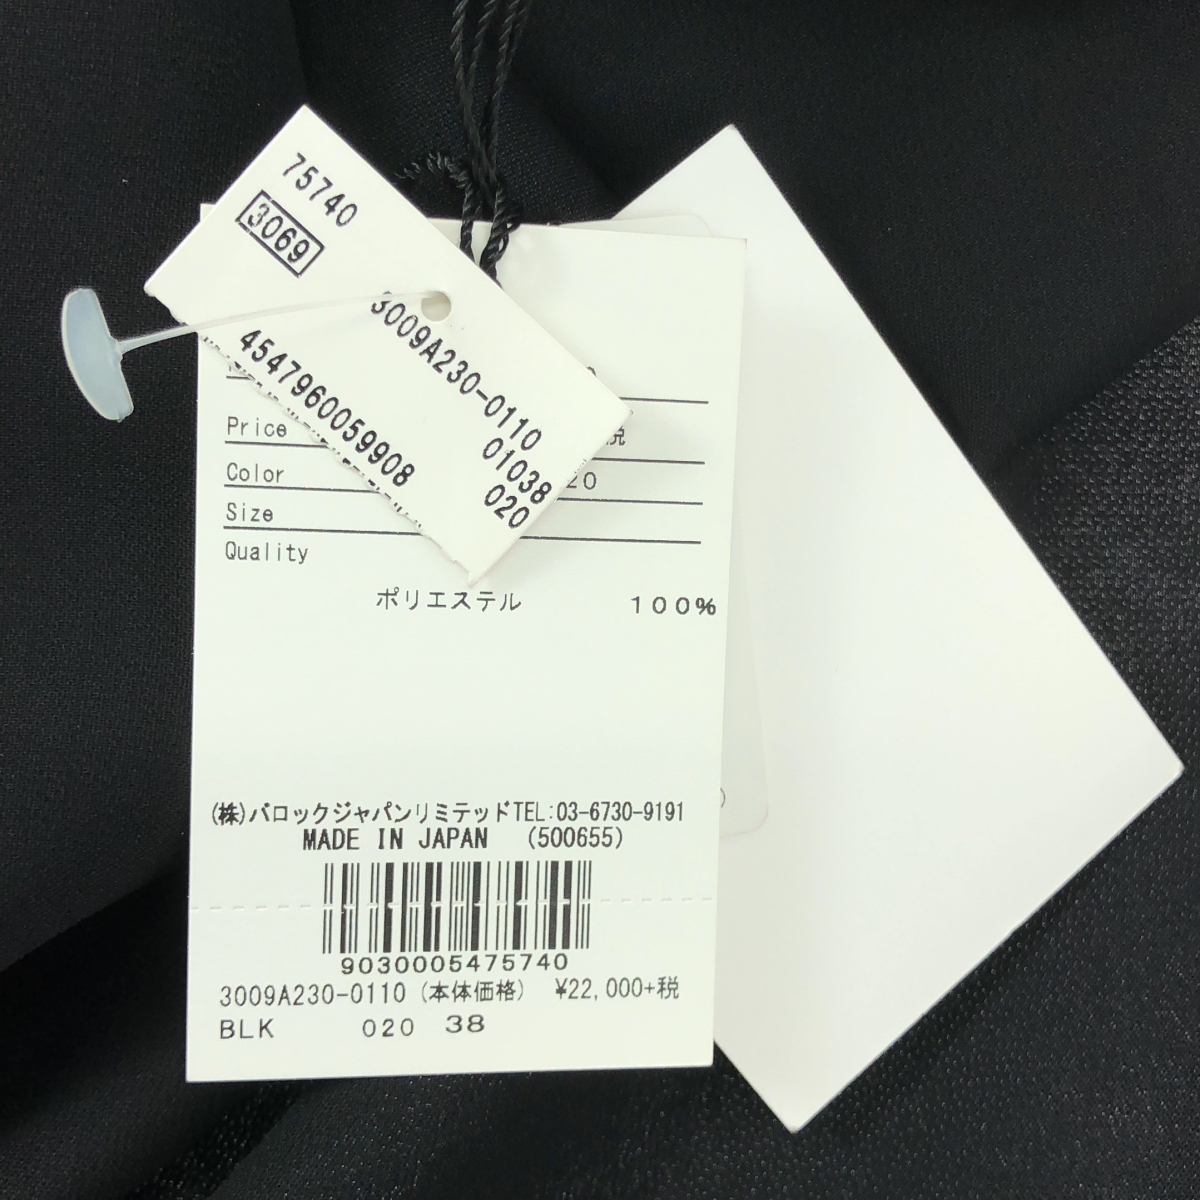 75740
3069
3009A230-0110
01038
020
4547960059908
税
Price
20
Color
Size
Quality
ポリエステル 100%
(株)バロックジャパンリミテッドTEL:03-6730-9191
MADE IN JAPAN (500655)
9030005475740
3009A230-0110 (本体価格) ¥22,000+税
BLK 020 38